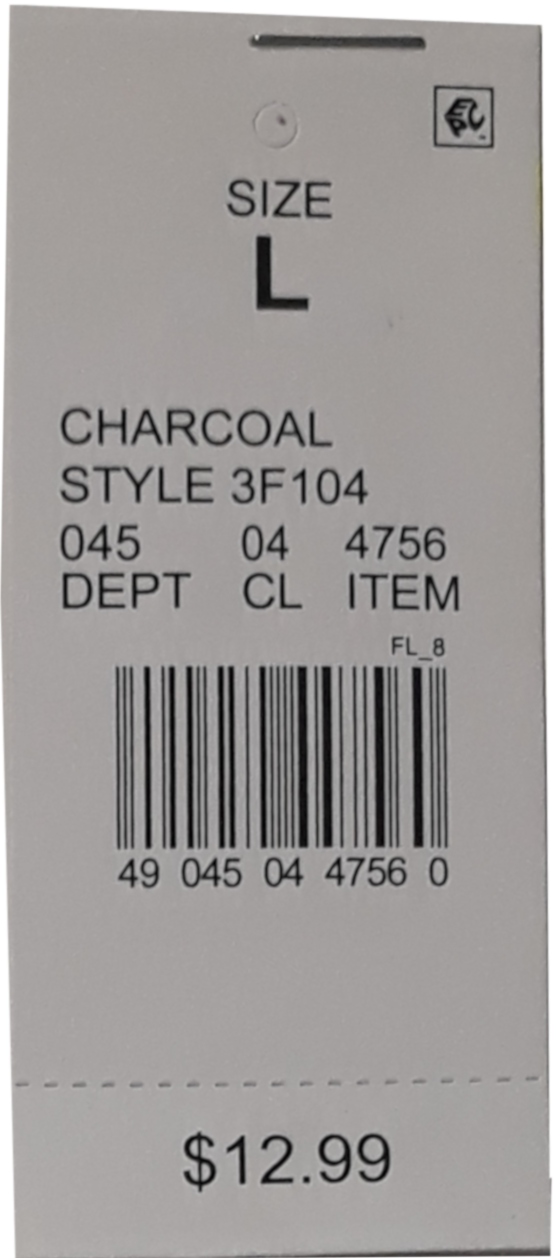 SIZE
L
CHARCOAL
STYLE 3F104
045 04 4756
DEPT CL ITEM
FL_8
49 045 04 4756 0
$12.99